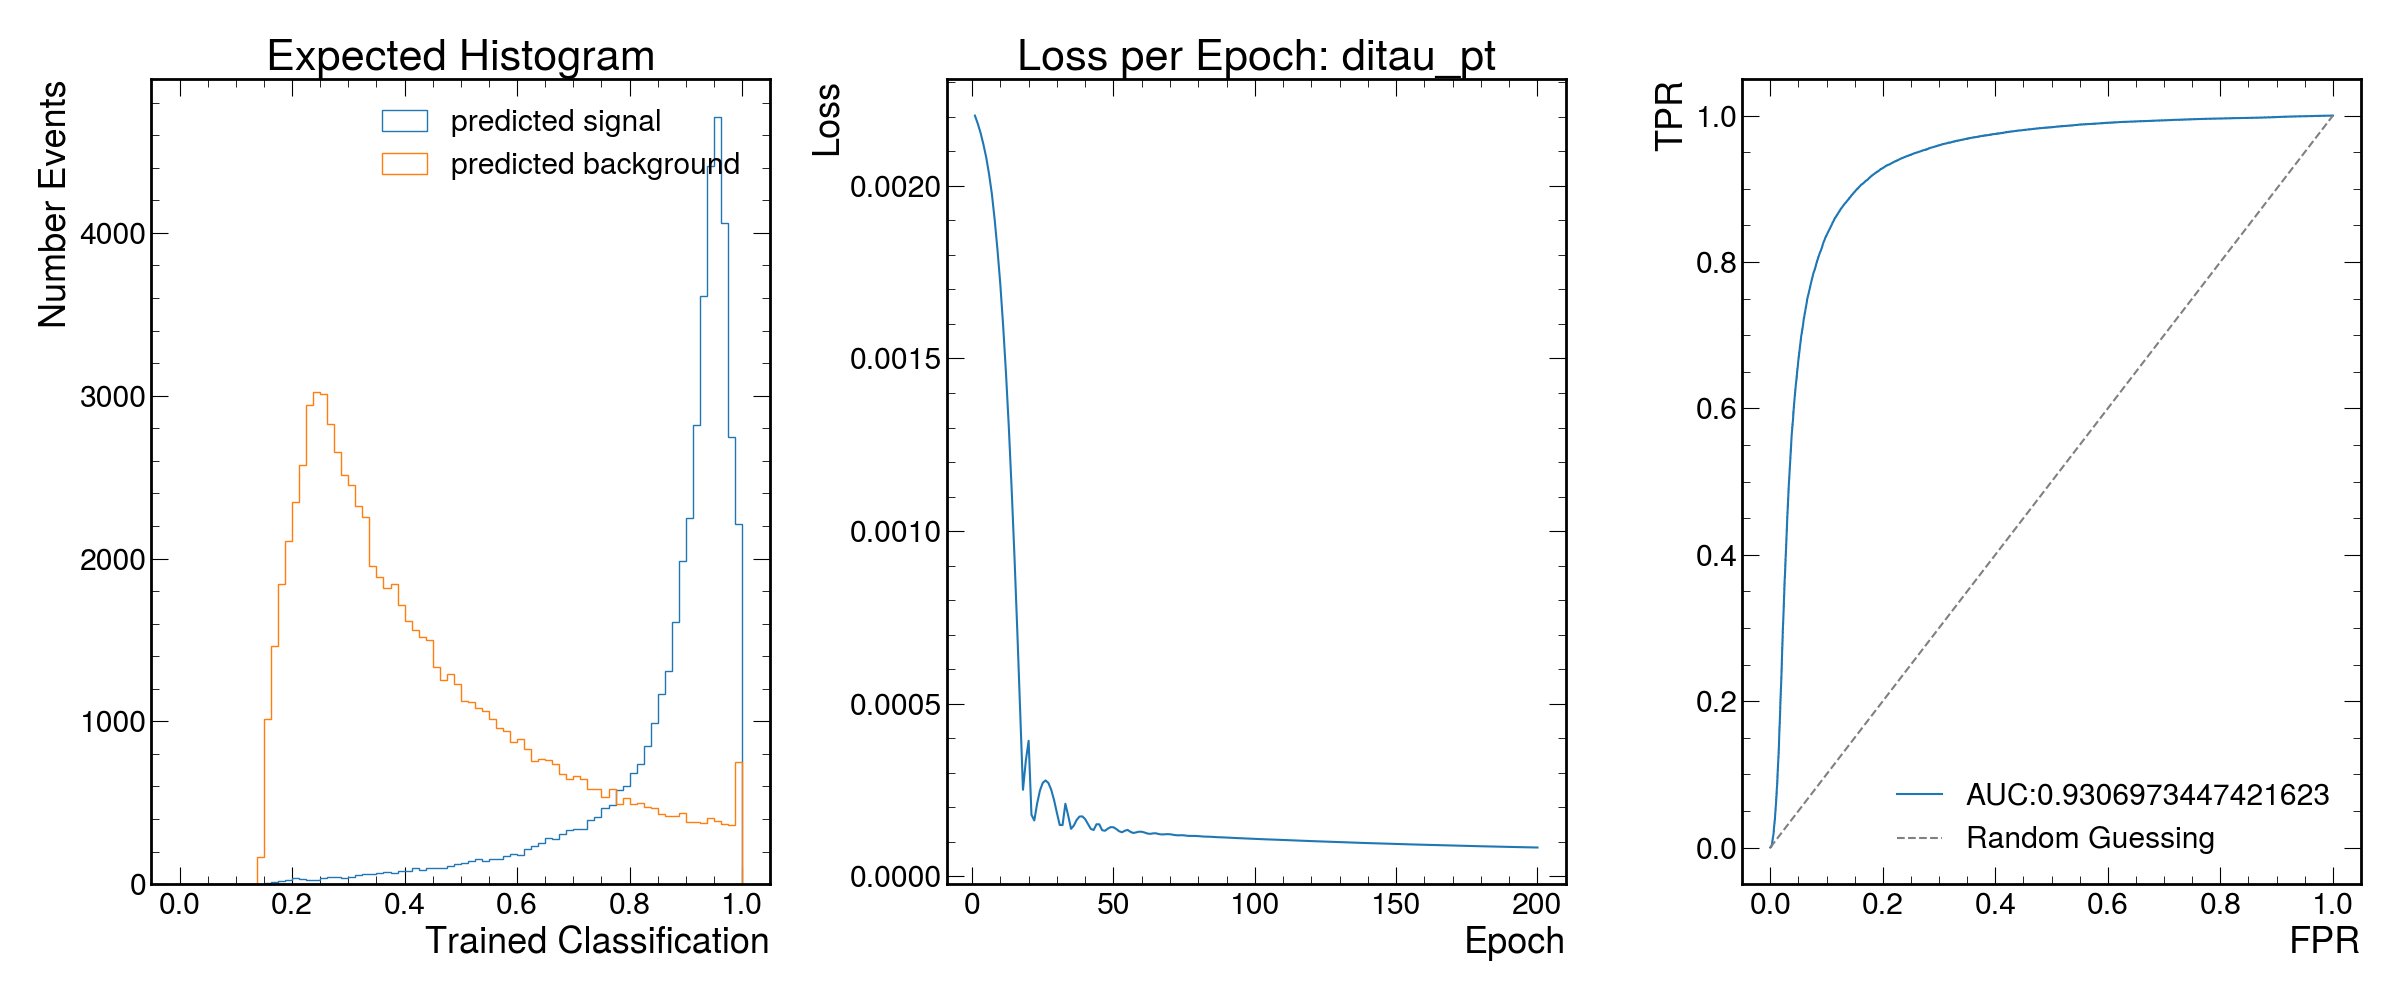 Expected Histogram
Number Events
predicted signal
predicted background
4000
3000
2000
1000
0
0.0 0.2 0.4 0.6 0.8 1.0
Trained Classification
Loss per Epoch: ditau_pt
Loss
0.0020
0.0015
0.0010
0.0005
0.0000
0 50 100 150 200
Epoch
TPR
1.0
0.8
0.6
0.4
0.2
0.0
AUC:0.9306973447421623
Random Guessing
0.0 0.2 0.4 0.6 0.8 1.0
FPR